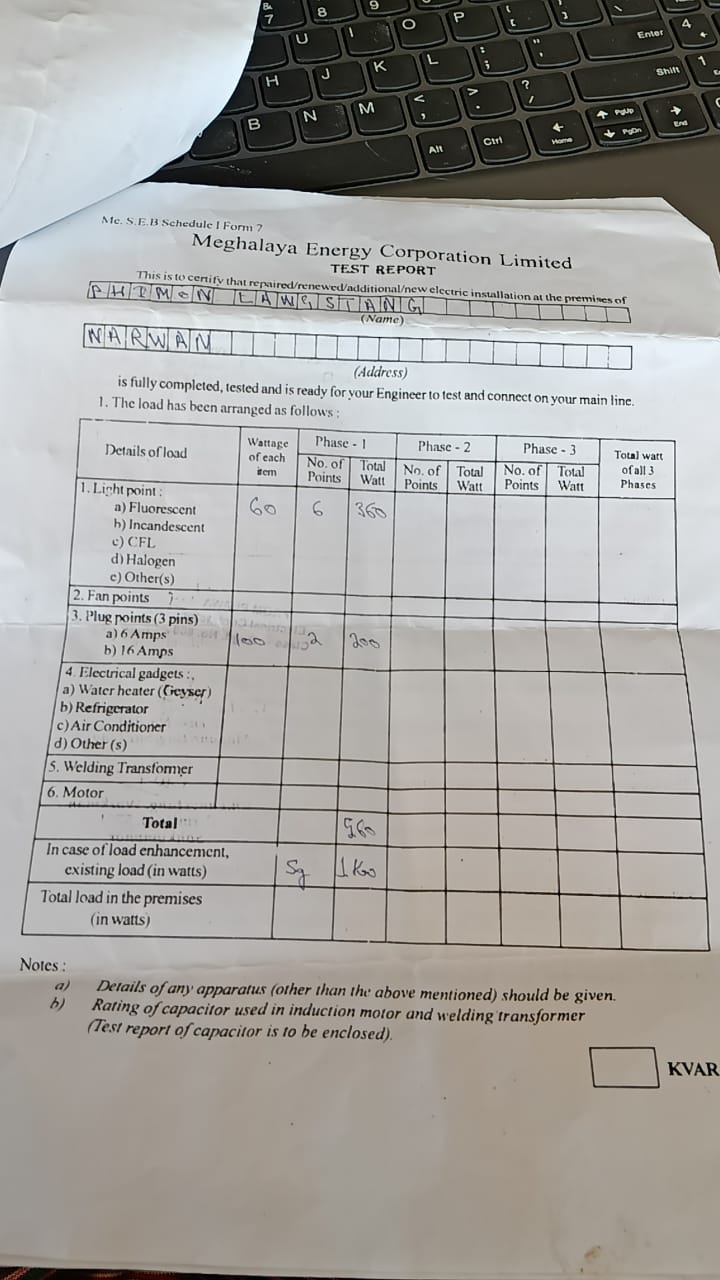 & 7
8
9
U
I
O
P
{ [
} ]
\
Enter
4
H
J
K
L
: ;
" '
Shift
1
B
N
M
< ,
> .
? /
PgUp
PgDn
End
Alt
Ctrl
Home
Me. S.E.B Schedule I Form 7
Meghalaya Energy Corporation Limited
TEST REPORT
This is to certify that repaired/renewed/additional/new electric installation at the premises of
PHIMON LAWGSTANG
(Name)
NARWAN
(Address)
is fully completed, tested and is ready for your Engineer to test and connect on your main line.
1. The load has been arranged as follows :
Details of load Wattage of each item Phase - 1 Phase - 2 Phase - 3 Total watt of all 3 Phases
No. of Points Total Watt No. of Points Total Watt No. of Points Total Watt
1. Light point :
a) Fluorescent 60 6 360
b) Incandescent
c) CFL
d) Halogen
e) Other(s)
2. Fan points
3. Plug points (3 pins)
a) 6 Amps 100 2 200
b) 16 Amps
4. Electrical gadgets :,
a) Water heater (Geyser)
b) Refrigerator
c) Air Conditioner
d) Other (s)
5. Welding Transformer
6. Motor
Total 560
In case of load enhancement,
existing load (in watts)
Total load in the premises
(in watts)
Notes :
a) Details of any apparatus (other than the above mentioned) should be given.
b) Rating of capacitor used in induction motor and welding transformer
(Test report of capacitor is to be enclosed).
KVAR